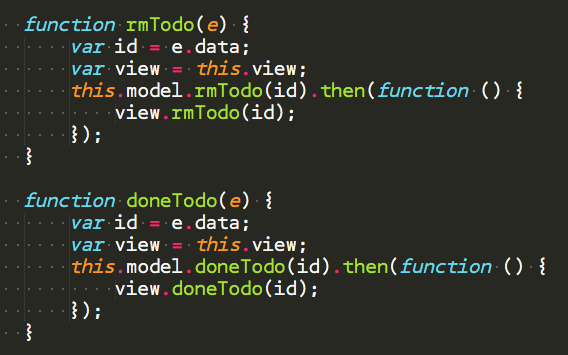 function rmTodo(e) {
    var id = e.data;
    var view = this.view;
    this.model.rmTodo(id).then(function () {
        view.rmTodo(id);
    });
}

function doneTodo(e) {
    var id = e.data;
    var view = this.view;
    this.model.doneTodo(id).then(function () {
        view.doneTodo(id);
    });
}